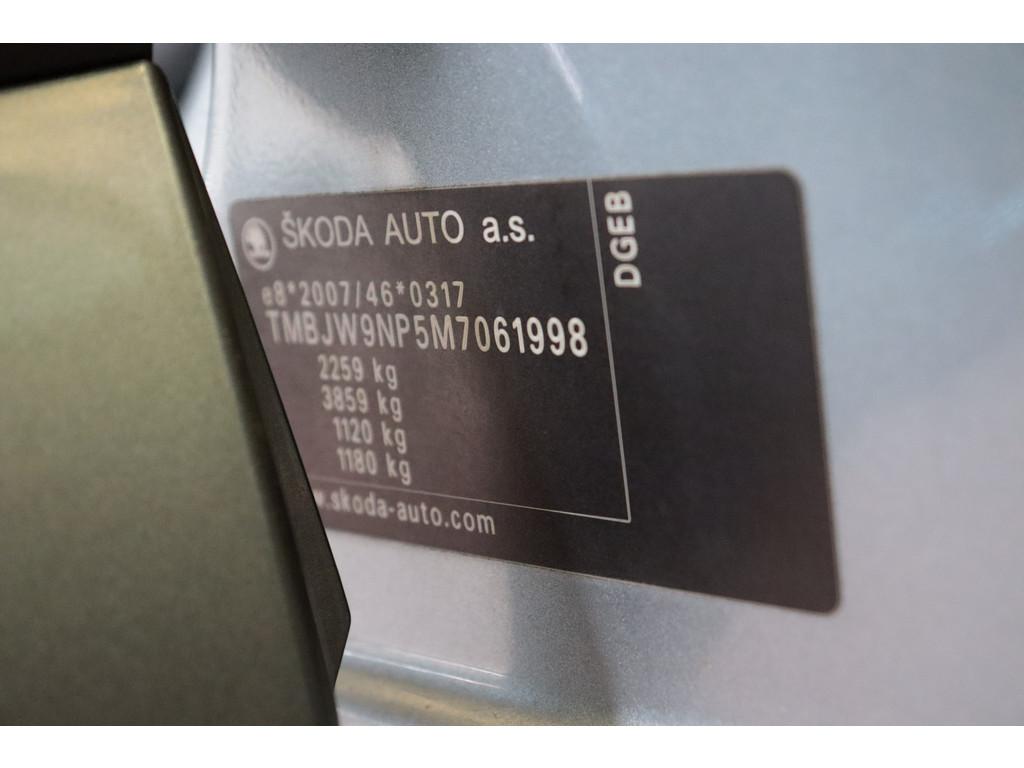 ŠKODA AUTO a.s.
DGEB
e8*2007/46*0317
TMBJW9NP5M7061998
2259 kg
3859 kg
1120 kg
1180 kg
.skoda-auto.com